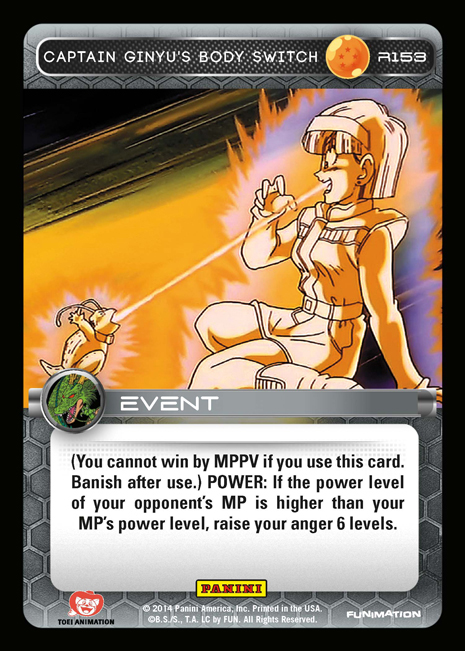 CAPTAIN GINYU'S BODY SWITCH R153
EVENT
(You cannot win by MPPV if you use this card.
Banish after use.) POWER: If the power level
of your opponent's MP is higher than your
MP's power level, raise your anger 6 levels.
PANINI
© 2014 Panini America, Inc. Printed in the USA.
©B.S./S., T.A. LC by FUN. All Rights Reserved.
TOEI ANIMATION
FUNIMATION